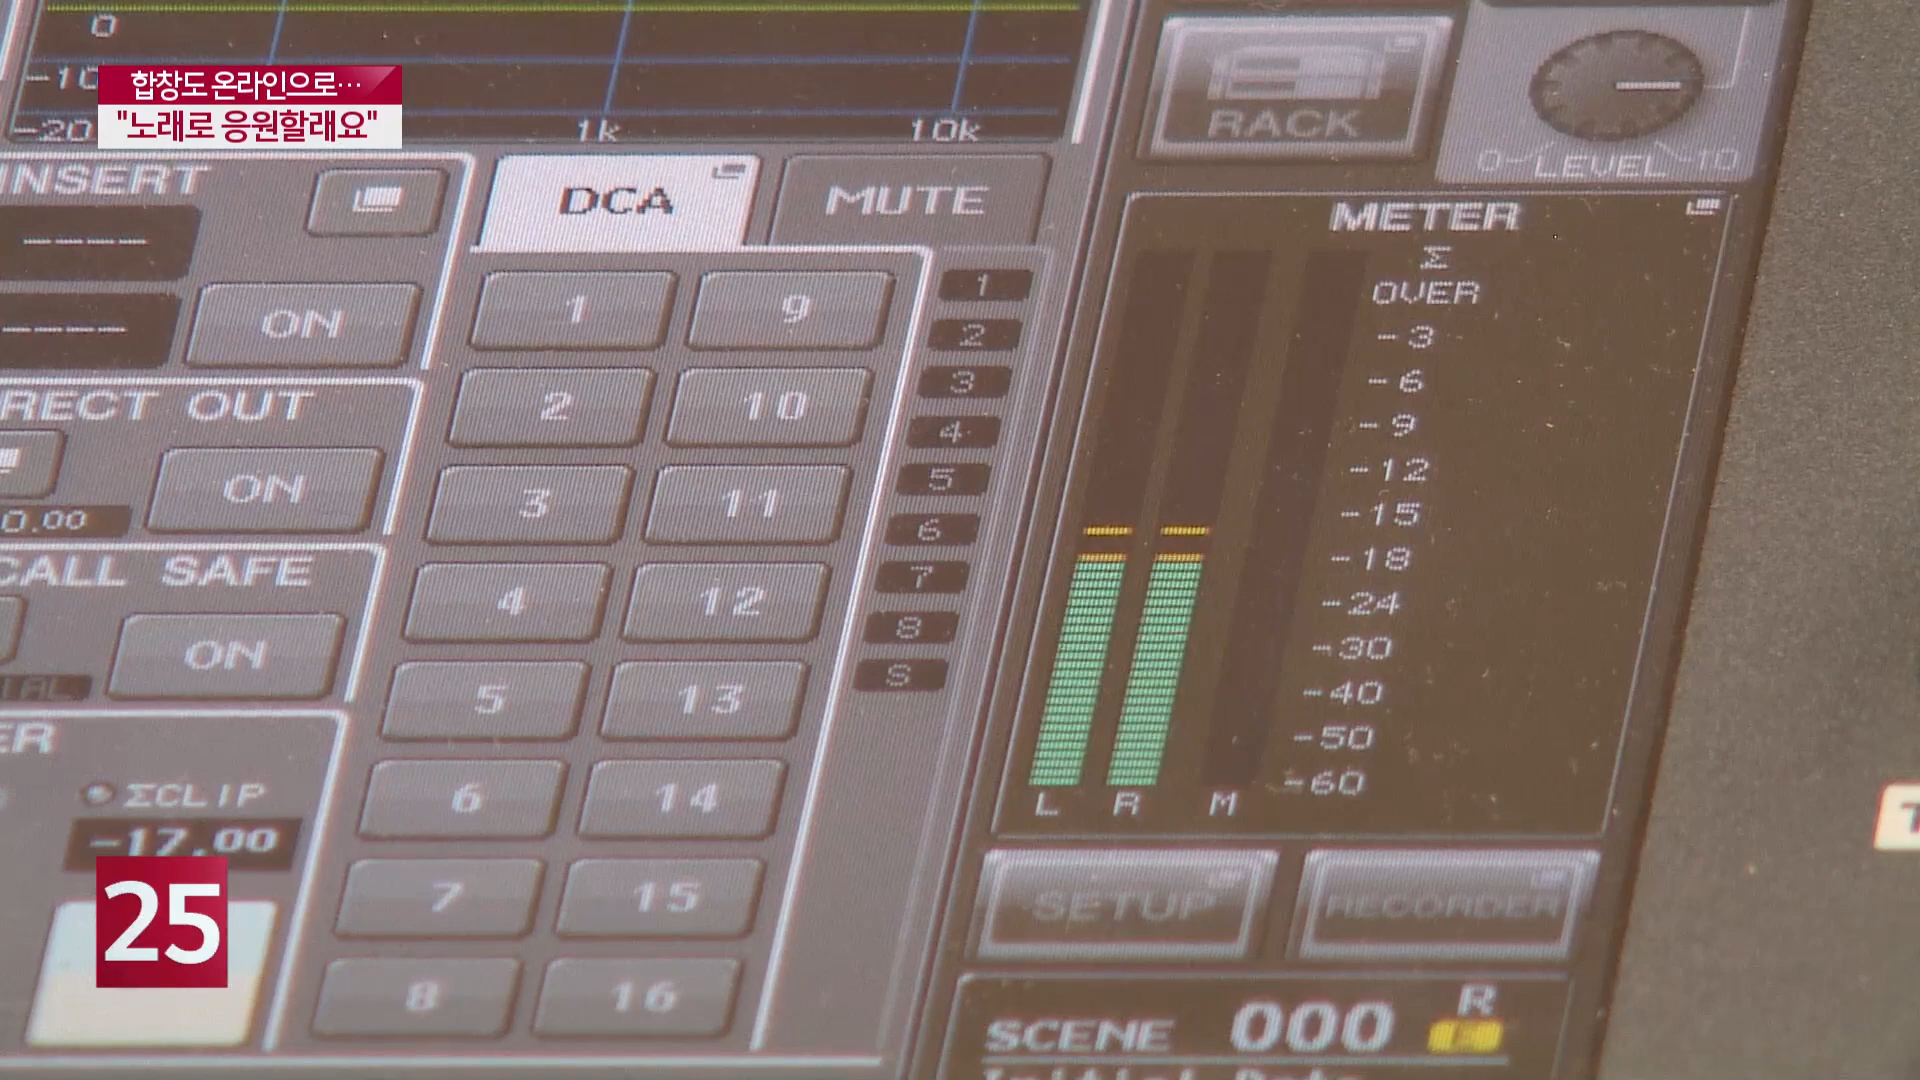 합창도 온라인으로…
"노래로 응원할래요"
0
-10
-20
1k
10k
RACK
0
LEVEL
10
INSERT
DCA
MUTE
METER
Σ
OVER
-3
-6
-9
-12
-15
-18
-24
-30
-40
-50
-60
L R M
----
----
ON
RECT OUT
ON
0.00
CALL SAFE
ON
ER
ΣCLIP
-17.00
1 9
2 10
3 11
4 12
5 13
6 14
7 15
8 16
1
2
3
4
5
6
7
8
S
SETUP
RECORDER
SCENE 000
R
25